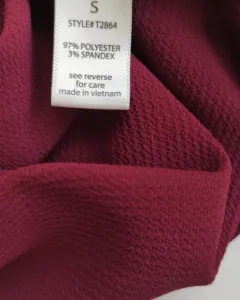 S
STYLE# T2864
97% POLYESTER
3% SPANDEX
see reverse
for care
made in vietnam